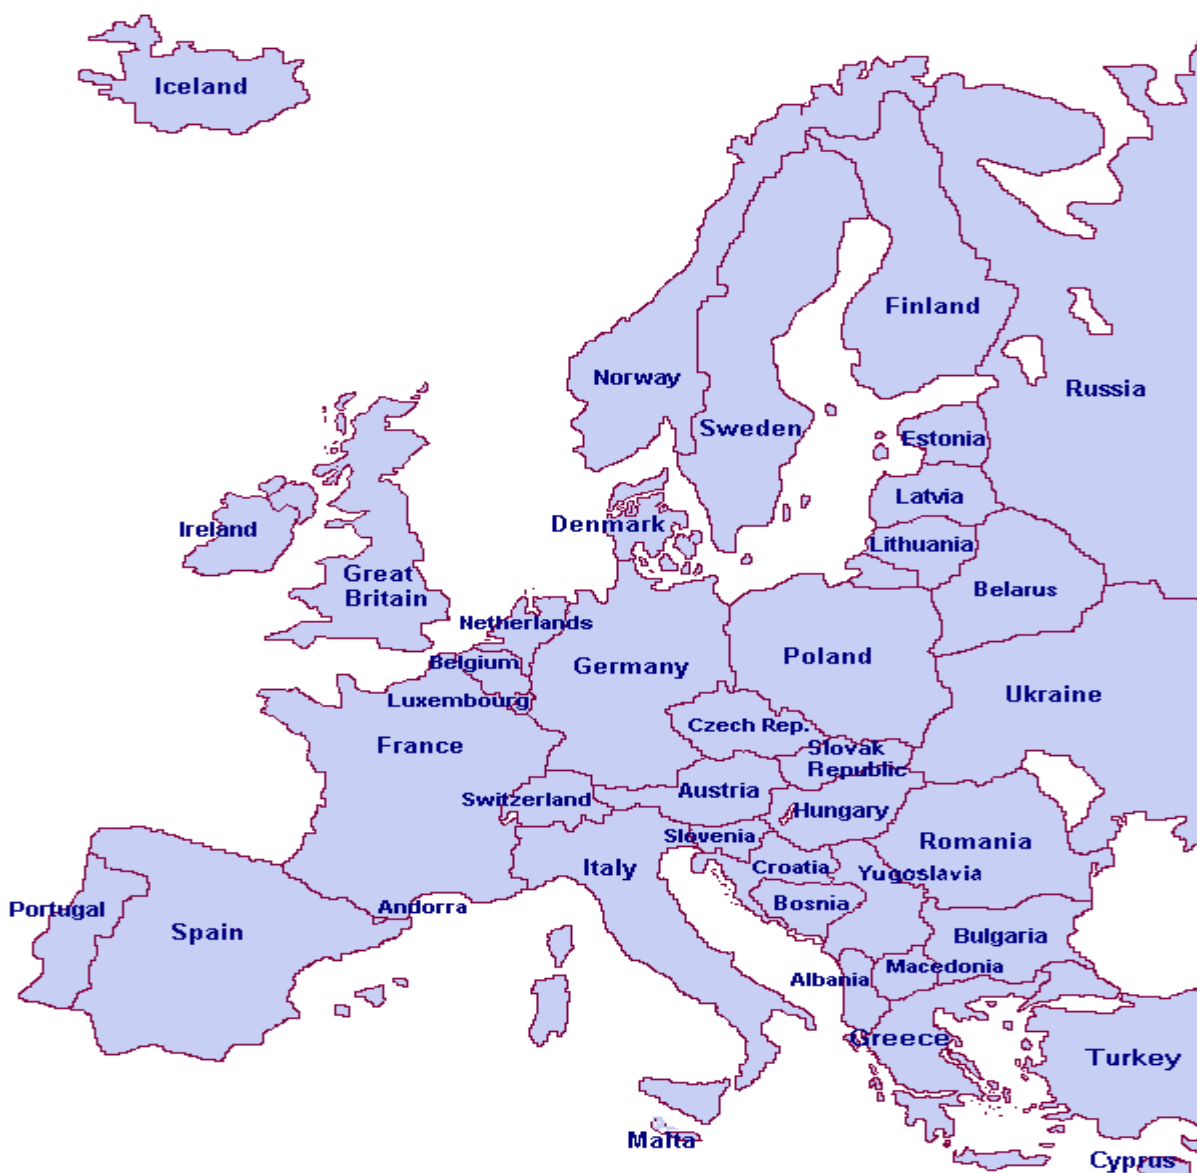 Iceland
Finland
Norway
Russia
Sweden
Estonia
Latvia
Ireland
Denmark
Lithuania
Great
Britain
Belarus
Netherlands
Belgium
Germany
Poland
Luxembourg
Ukraine
Czech Rep.
France
Slovak
Republic
Switzerland
Austria
Hungary
Slovenia
Romania
Italy
Croatia
Yugoslavia
Portugal
Andorra
Bosnia
Spain
Bulgaria
Macedonia
Albania
Greece
Turkey
Malta
Cyprus